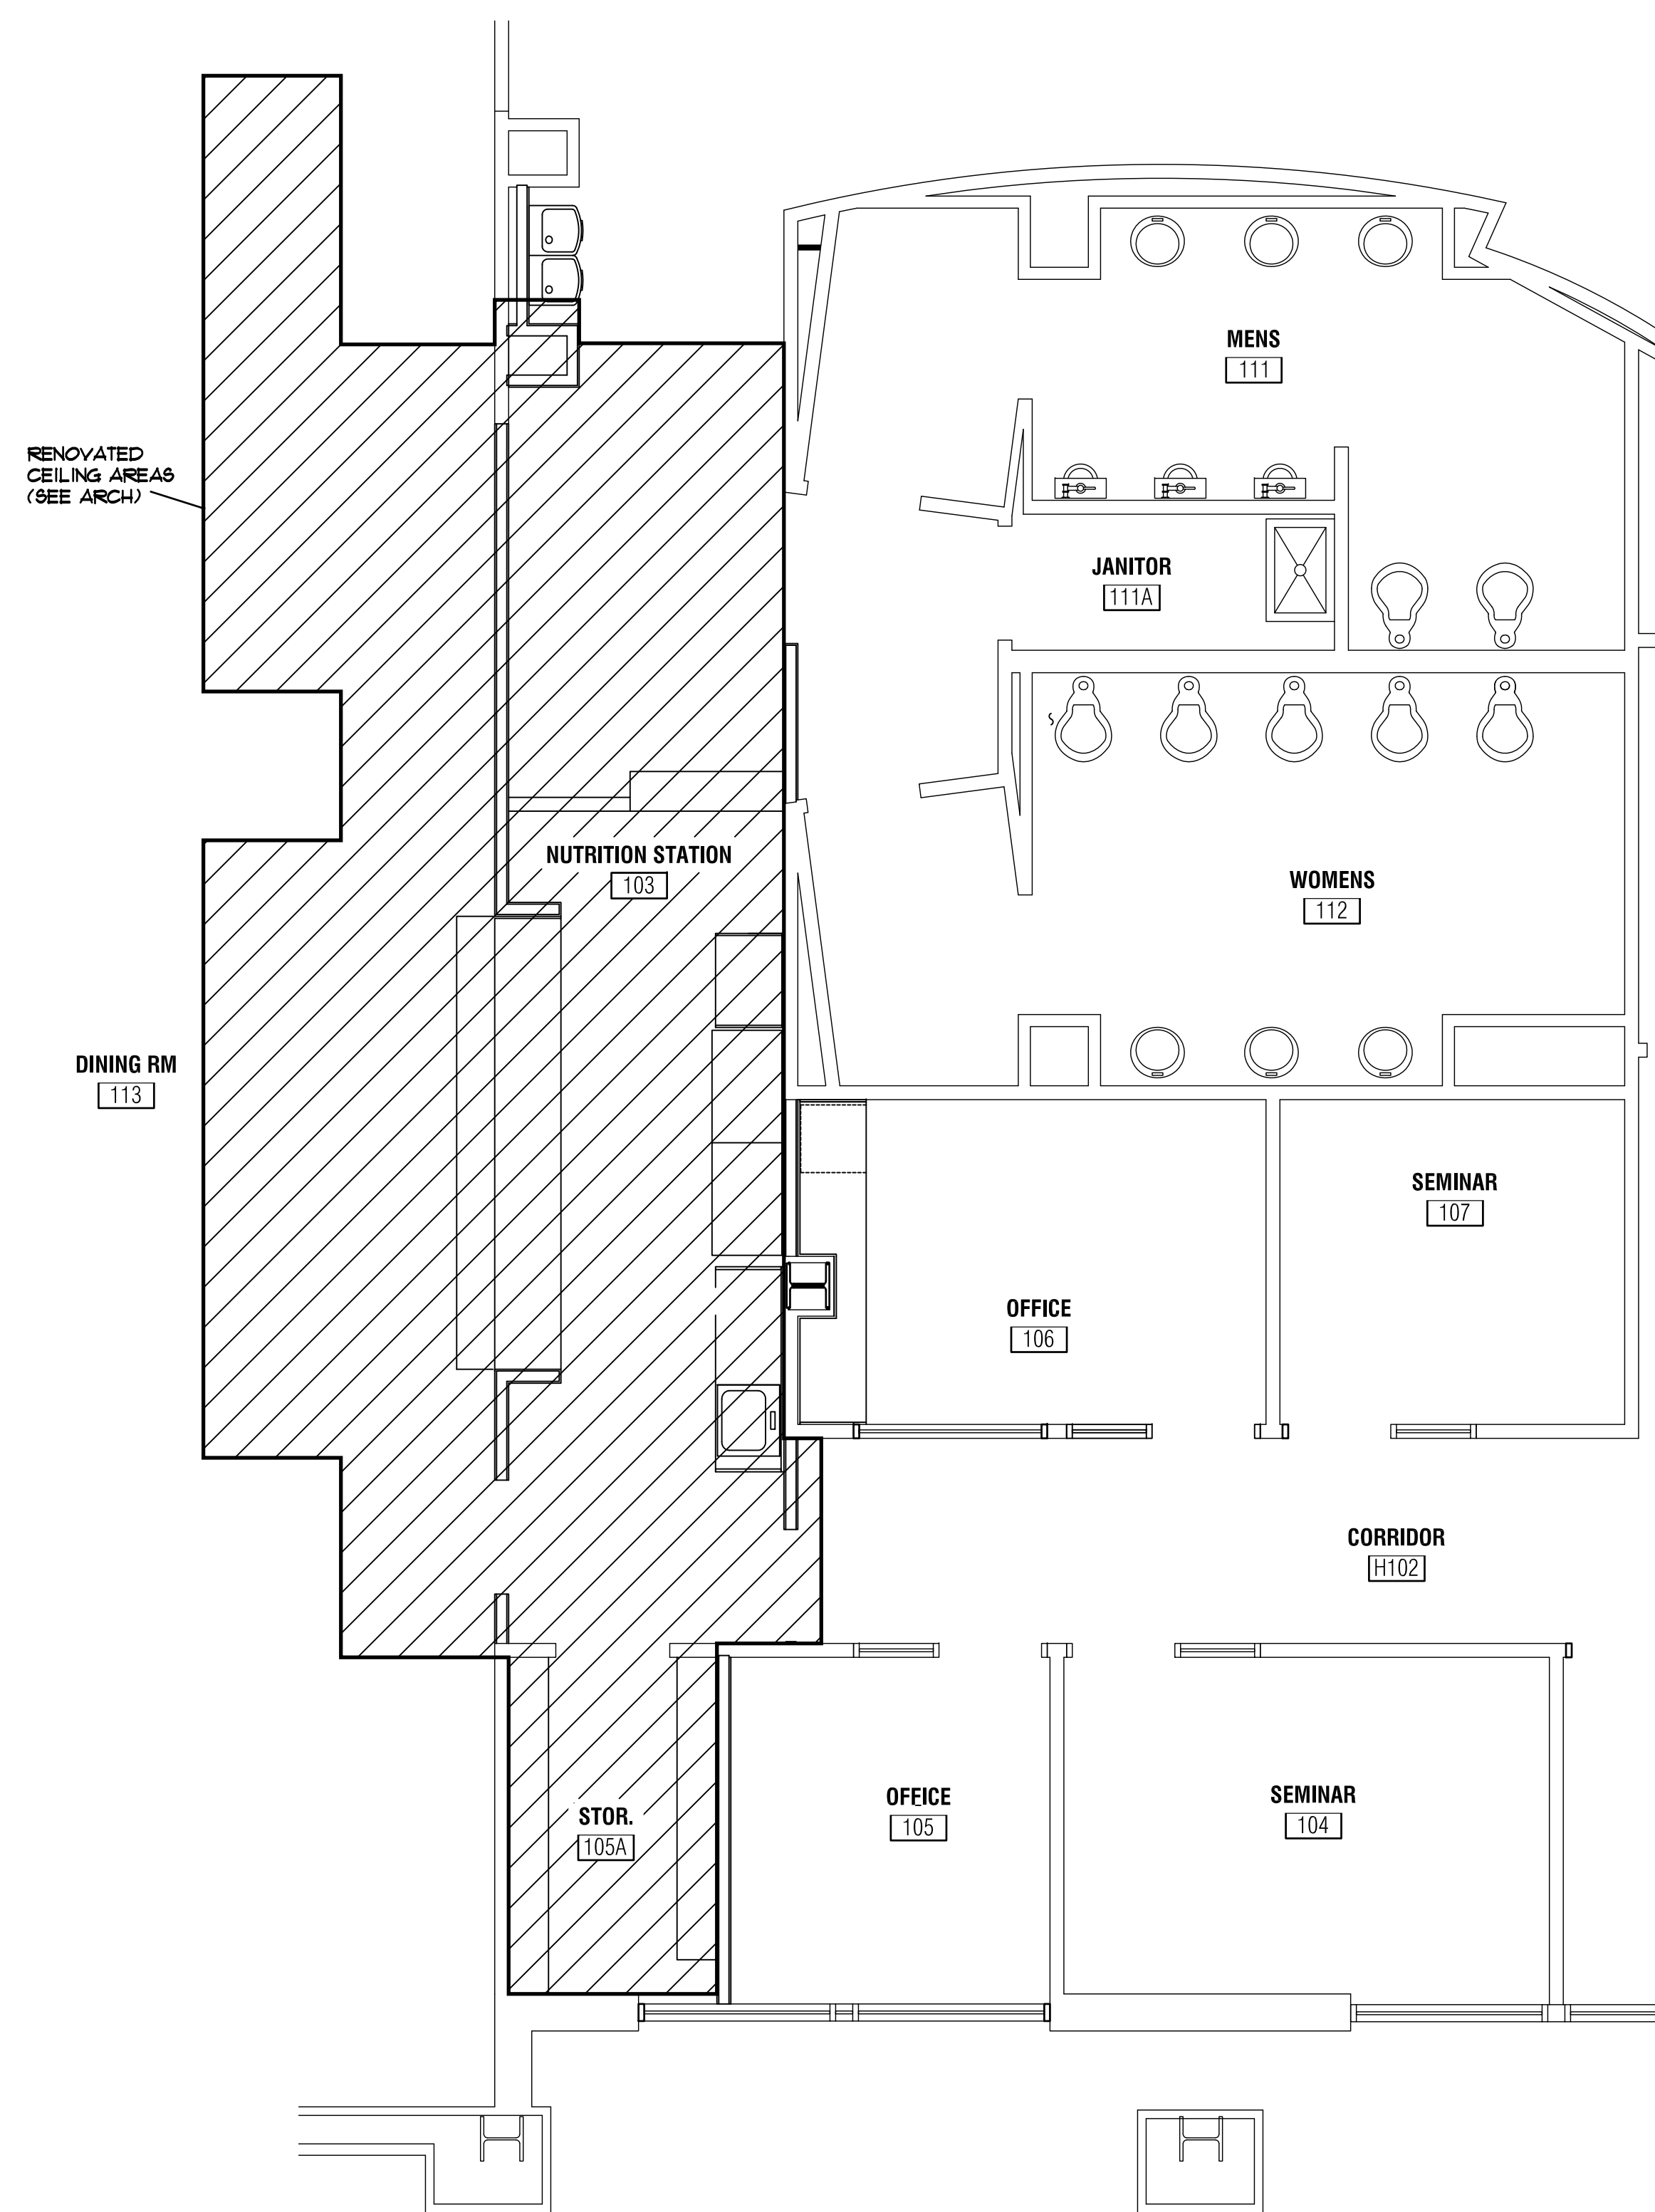 MENS
111
RENOVATED
CEILING AREAS
(SEE ARCH)
JANITOR
111A
NUTRITION STATION
103
WOMENS
112
DINING RM
113
SEMINAR
107
OFFICE
106
CORRIDOR
H102
OFFICE
105
SEMINAR
104
STOR.
105A